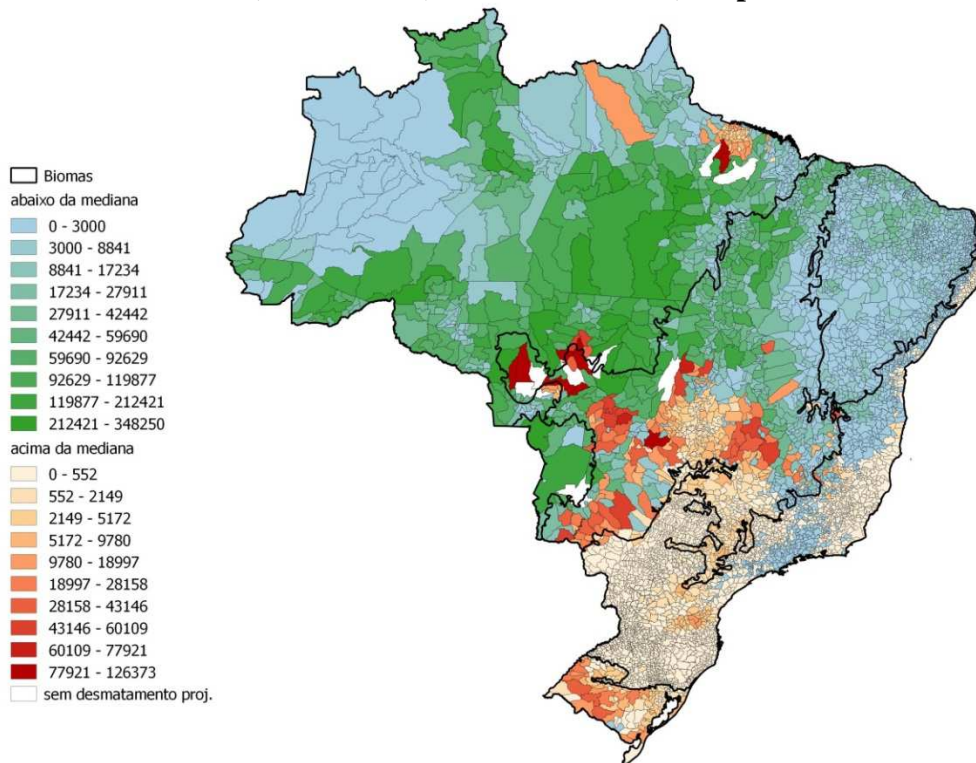 Biomas
abaixo da mediana
0 - 3000
3000 - 8841
8841 - 17234
17234 - 27911
27911 - 42442
42442 - 59690
59690 - 92629
92629 - 119877
119877 - 212421
212421 - 348250
acima da mediana
0 - 552
552 - 2149
2149 - 5172
5172 - 9780
9780 - 18997
18997 - 28158
28158 - 43146
43146 - 60109
60109 - 77921
77921 - 126373
sem desmatamento proj.